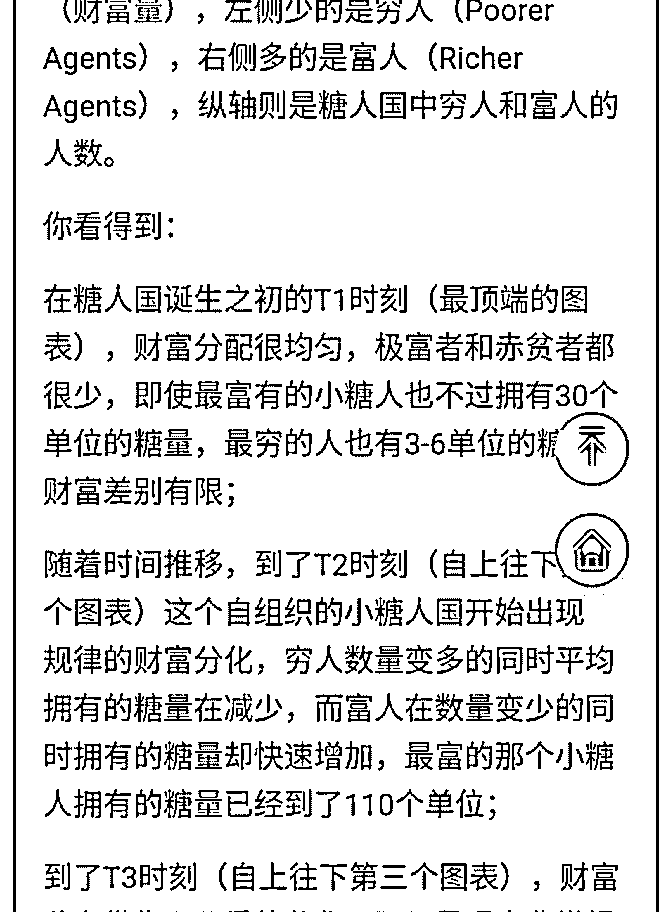 （财富量），左侧少的是穷人（Poorer
Agents），右侧多的是富人（Richer
Agents），纵轴则是糖人国中穷人和富人的
人数。
你看得到：
在糖人国诞生之初的T1时刻（最顶端的图
表），财富分配很均匀，极富者和赤贫者都
很少，即使最富有的小糖人也不过拥有30个
单位的糖量，最穷的人也有3-6单位的糖
财富差别有限；
随着时间推移，到了T2时刻（自上往下
个图表）这个自组织的小糖人国开始出现
规律的财富分化，穷人数量变多的同时平均
拥有的糖量在减少，而富人在数量变少的同
时拥有的糖量却快速增加，最富的那个小糖
人拥有的糖量已经到了110个单位；
到了T3时刻（自上往下第三个图表），财富